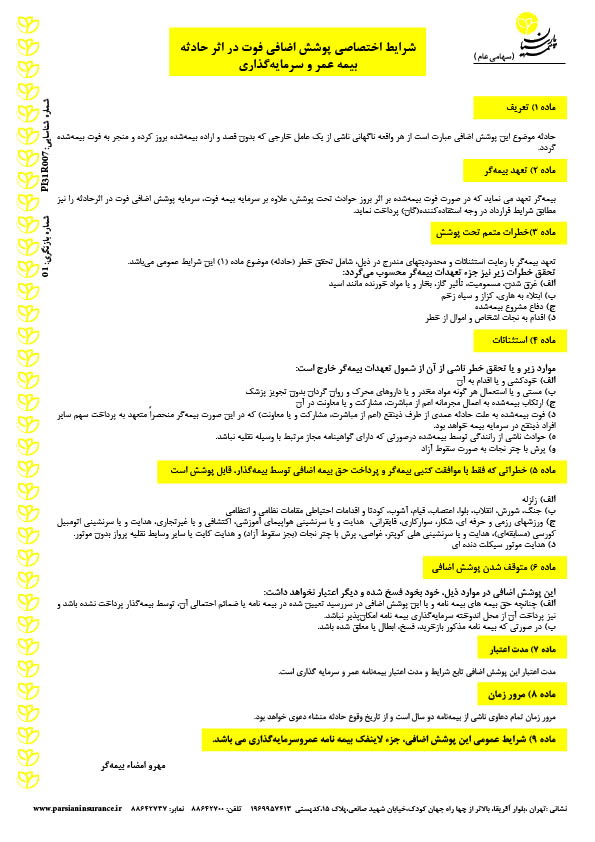 پارسیان
(سهامی عام)
شرایط اختصاصی پوشش اضافی فوت در اثر حادثه
بیمه عمر و سرمایه‌گذاری
شماره شناسایی: PB1R007
شماره بازنگری: 01
ماده ۱) تعریف
حادثه موضوع این پوشش اضافی عبارت است از هر واقعه ناگهانی ناشی از یک عامل خارجی که بدون قصد و اراده بیمه‌شده بروز کرده و منجر به فوت بیمه‌شده
گردد.
ماده ۲) تعهد بیمه‌گر
بیمه‌گر تعهد می نماید که در صورت فوت بیمه‌شده بر اثر بروز حوادث تحت پوشش، علاوه بر سرمایه بیمه فوت، سرمایه پوشش اضافی فوت در اثرحادثه را نیز
مطابق شرایط قرارداد در وجه استفاده‌کننده(گان) پرداخت نماید.
ماده ۳)خطرات متمم تحت پوشش
تعهد بیمه‌گر با رعایت استثنائات و محدودیتهای مندرج در ذیل، شامل تحقق خطر (حادثه) موضوع ماده (۱) این شرایط عمومی می‌باشد.
تحقق خطرات زیر نیز جزء تعهدات بیمه‌گر محسوب می‌گردد:
الف) غرق شدن، مسمومیت، تأثیر گاز، بخار و یا مواد خورنده مانند اسید
ب) ابتلاء به هاری، کزاز و سیاه زخم
ج) دفاع مشروع بیمه‌شده
د) اقدام به نجات اشخاص و اموال از خطر
ماده ۴) استثنائات
موارد زیر و یا تحقق خطر ناشی از آن از شمول تعهدات بیمه‌گر خارج است:
الف) خودکشی و یا اقدام به آن
ب) مستی و یا استعمال هر گونه مواد مخدر و یا داروهای محرک و روان گردان بدون تجویز پزشک
ج) ارتکاب بیمه‌شده به اعمال مجرمانه اعم از مباشرت، مشارکت و یا معاونت در آن
د) فوت بیمه‌شده به علت حادثه عمدی از طرف ذینفع (اعم از مباشرت، مشارکت و یا معاونت) که در این صورت بیمه‌گر منحصراً متعهد به پرداخت سهم سایر
افراد ذینفع در سرمایه بیمه خواهد بود.
ه) حوادث ناشی از رانندگی توسط بیمه‌شده درصورتی که دارای گواهینامه مجاز مرتبط با وسیله نقلیه نباشد.
و) پرش با چتر نجات به صورت سقوط آزاد
ماده ۵) خطراتی که فقط با موافقت کتبی بیمه‌گر و پرداخت حق بیمه اضافی توسط بیمه‌گذار، قابل پوشش است
الف) زلزله
ب) جنگ، شورش، انقلاب، بلوا، اعتصاب، قیام، آشوب، کودتا و اقدامات احتیاطی مقامات نظامی و انتظامی
ج) ورزشهای رزمی و حرفه ای، شکار، سوارکاری، قایقرانی، هدایت و یا سرنشینی هواپیمای آموزشی، اکتشافی و یا غیرتجاری، هدایت و یا سرنشینی اتومبیل
کورسی (مسابقه‌ای)، هدایت و یا سرنشینی هلی کوپتر، غواصی، پرش با چتر نجات (بجز سقوط آزاد) و هدایت کایت یا سایر وسایط نقلیه پرواز بدون موتور.
د) هدایت موتور سیکلت دنده ای
ماده ۶) متوقف شدن پوشش اضافی
این پوشش اضافی در موارد ذیل، خود بخود فسخ شده و دیگر اعتبار نخواهد داشت:
الف) چنانچه حق بیمه های بیمه نامه و یا این پوشش اضافی در سررسید تعیین شده در بیمه نامه یا ضمائم احتمالی آن، توسط بیمه‌گذار پرداخت نشده باشد و
نیز پرداخت آن از محل اندوخته سرمایه‌گذاری بیمه نامه امکان‌پذیر نباشد.
ب) در صورتی که بیمه نامه مذکور بازخرید، فسخ، ابطال یا معلق شده باشد.
ماده ۷) مدت اعتبار
مدت اعتبار این پوشش اضافی تابع شرایط و مدت اعتبار بیمه‌نامه عمر و سرمایه گذاری است.
ماده ۸) مرور زمان
مرور زمان تمام دعاوی ناشی از بیمه‌نامه دو سال است و از تاریخ وقوع حادثه منشاء دعوی خواهد بود.
ماده ۹) شرایط عمومی این پوشش اضافی، جزء لاینفک بیمه نامه عمروسرمایه‌گذاری می باشد.
مهرو امضاء بیمه‌گر
نشانی :تهران ،بلوار آفریقا، بالاتر از چها راه جهان کودک،خیابان شهید صانعی،پلاک ۱۵،کدپستی ۱۹۶۹۹۵۷۴۱۳ تلفن: ۸۸۶۴۲۷۰۰ نمابر: ۸۸۶۴۲۷۳۷ www.parsianinsurance.ir